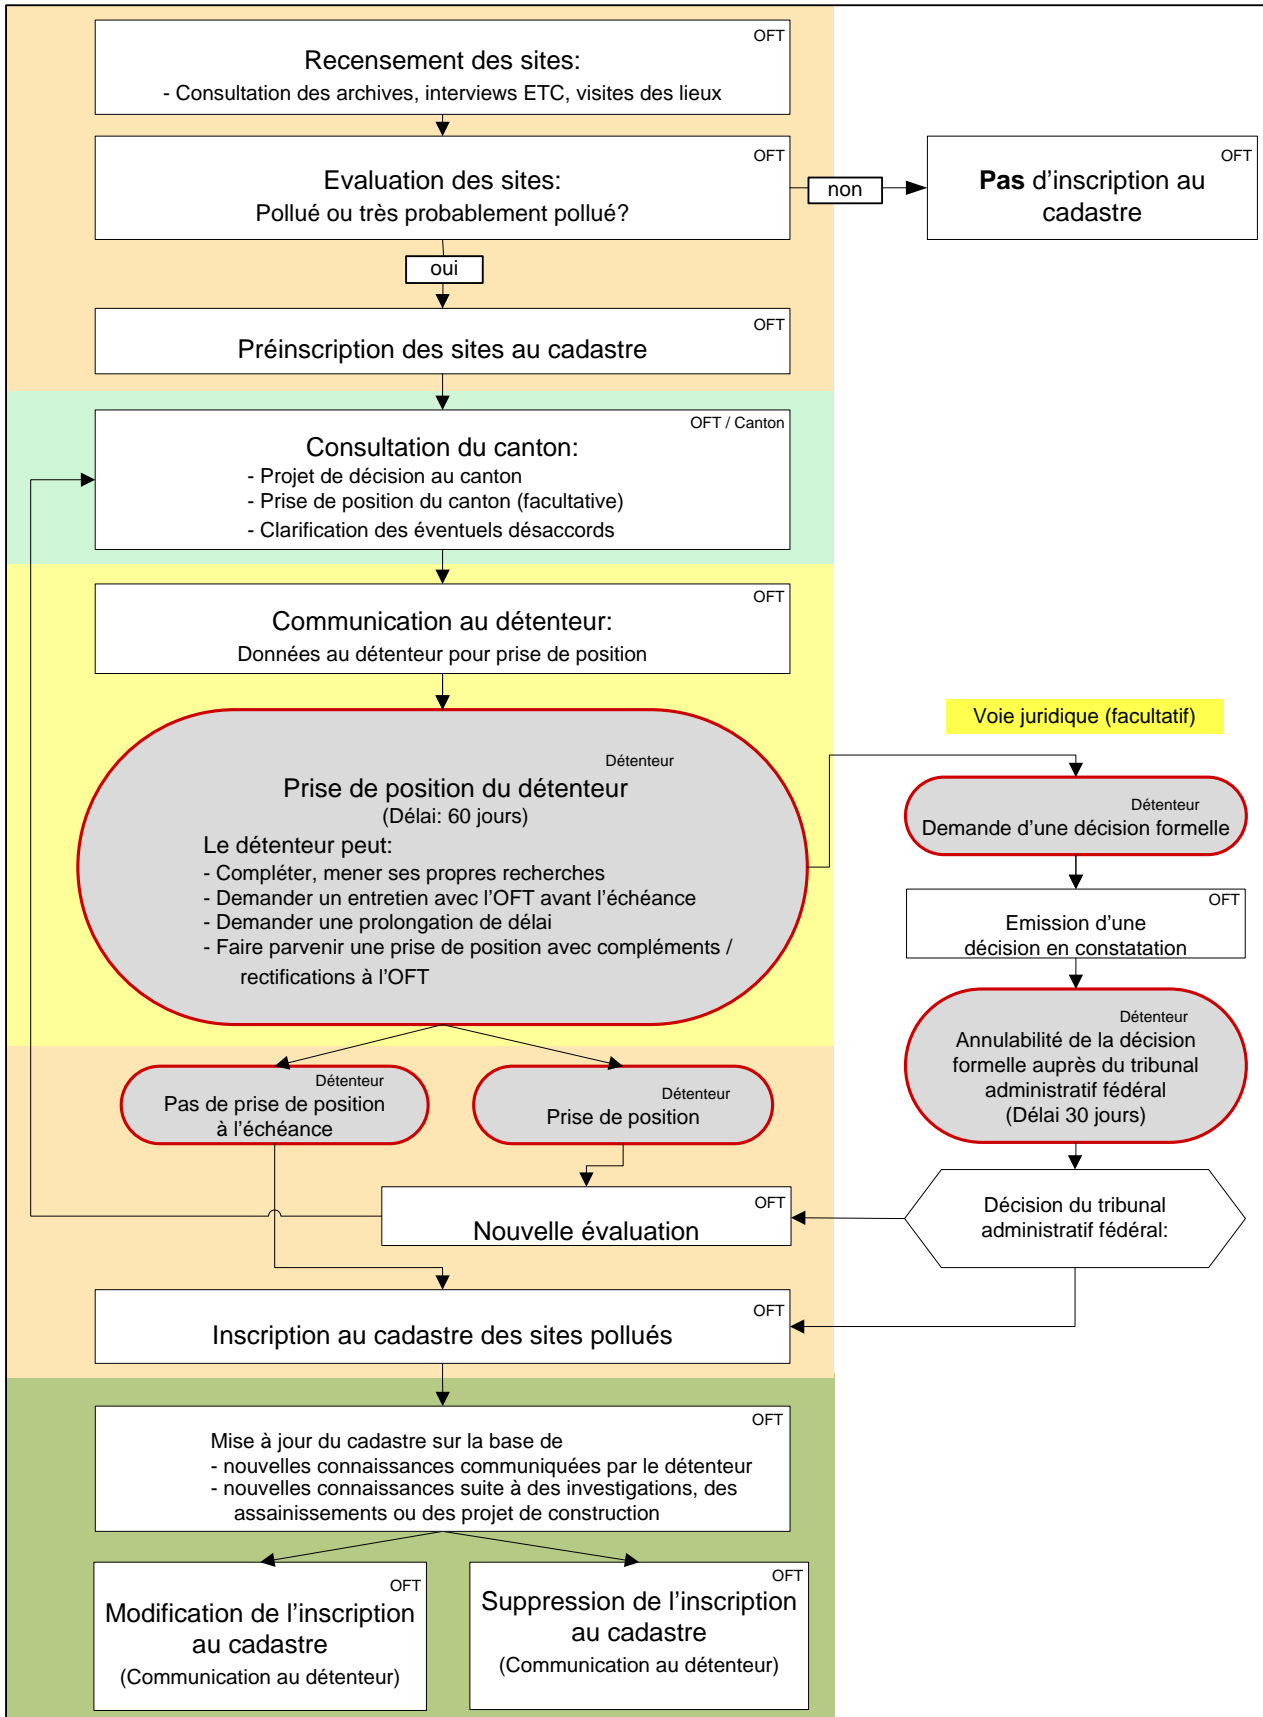 OFT
Recensement des sites:
- Consultation des archives, interviews ETC, visites des lieux
OFT
Evaluation des sites:
Pollué ou très probablement pollué?
non
OFT
Pas d'inscription au
cadastre
oui
OFT
Préinscription des sites au cadastre
OFT / Canton
Consultation du canton:
- Projet de décision au canton
- Prise de position du canton (facultative)
- Clarification des éventuels désaccords
OFT
Communication au détenteur:
Données au détenteur pour prise de position
Détenteur
Prise de position du détenteur
(Délai: 60 jours)
Le détenteur peut:
- Compléter, mener ses propres recherches
- Demander un entretien avec l'OFT avant l'échéance
- Demander une prolongation de délai
- Faire parvenir une prise de position avec compléments /
rectifications à l'OFT
Voie juridique (facultatif)
Détenteur
Demande d'une décision formelle
OFT
Emission d'une
décision en constatation
Détenteur
Annulabilité de la décision
formelle auprès du tribunal
administratif fédéral
(Délai 30 jours)
Détenteur
Pas de prise de position
à l'échéance
Détenteur
Prise de position
OFT
Nouvelle évaluation
Décision du tribunal
administratif fédéral:
OFT
Inscription au cadastre des sites pollués
OFT
Mise à jour du cadastre sur la base de
- nouvelles connaissances communiquées par le détenteur
- nouvelles connaissances suite à des investigations, des
assainissements ou des projet de construction
OFT
Modification de l'inscription
au cadastre
(Communication au détenteur)
OFT
Suppression de l'inscription
au cadastre
(Communication au détenteur)